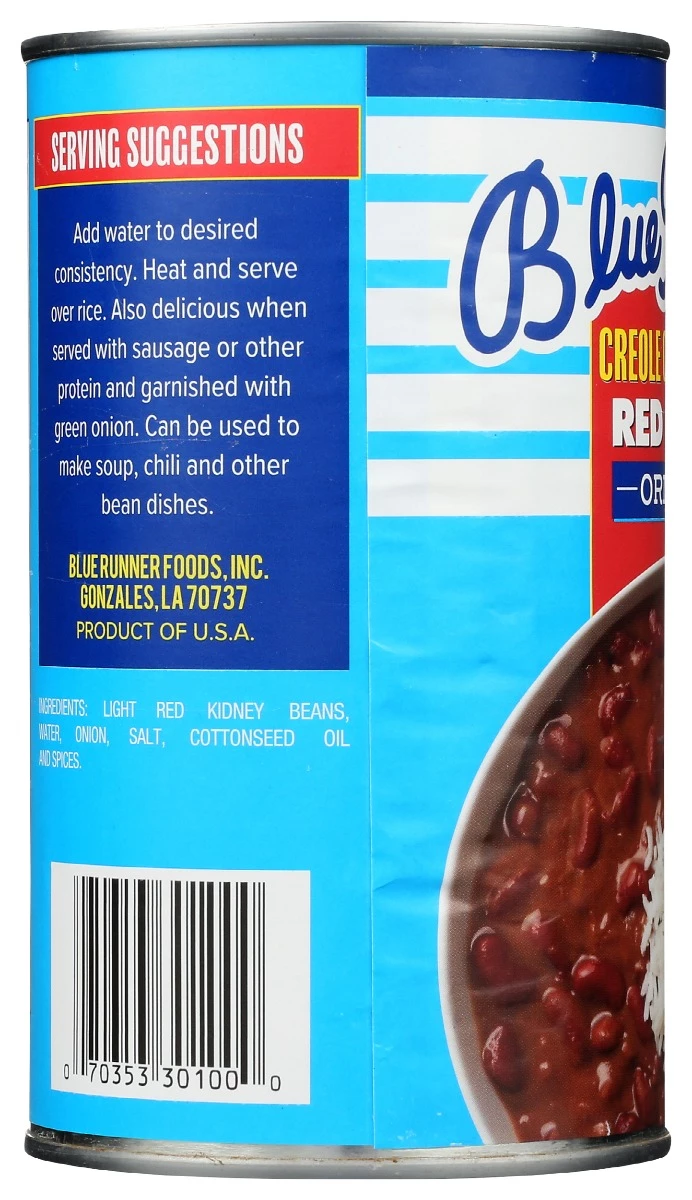 SERVING SUGGESTIONS
Add water to desired
consistency. Heat and serve
over rice. Also delicious when
served with sausage or other
protein and garnished with
green onion. Can be used to
make soup, chili and other
bean dishes.
BLUE RUNNER FOODS, INC.
GONZALES, LA 70737
PRODUCT OF U.S.A.
INGREDIENTS: LIGHT RED KIDNEY BEANS,
WATER, ONION, SALT, COTTONSEED OIL
AND SPICES.
0 70353 30100 0
Blue
CREOLE
RED